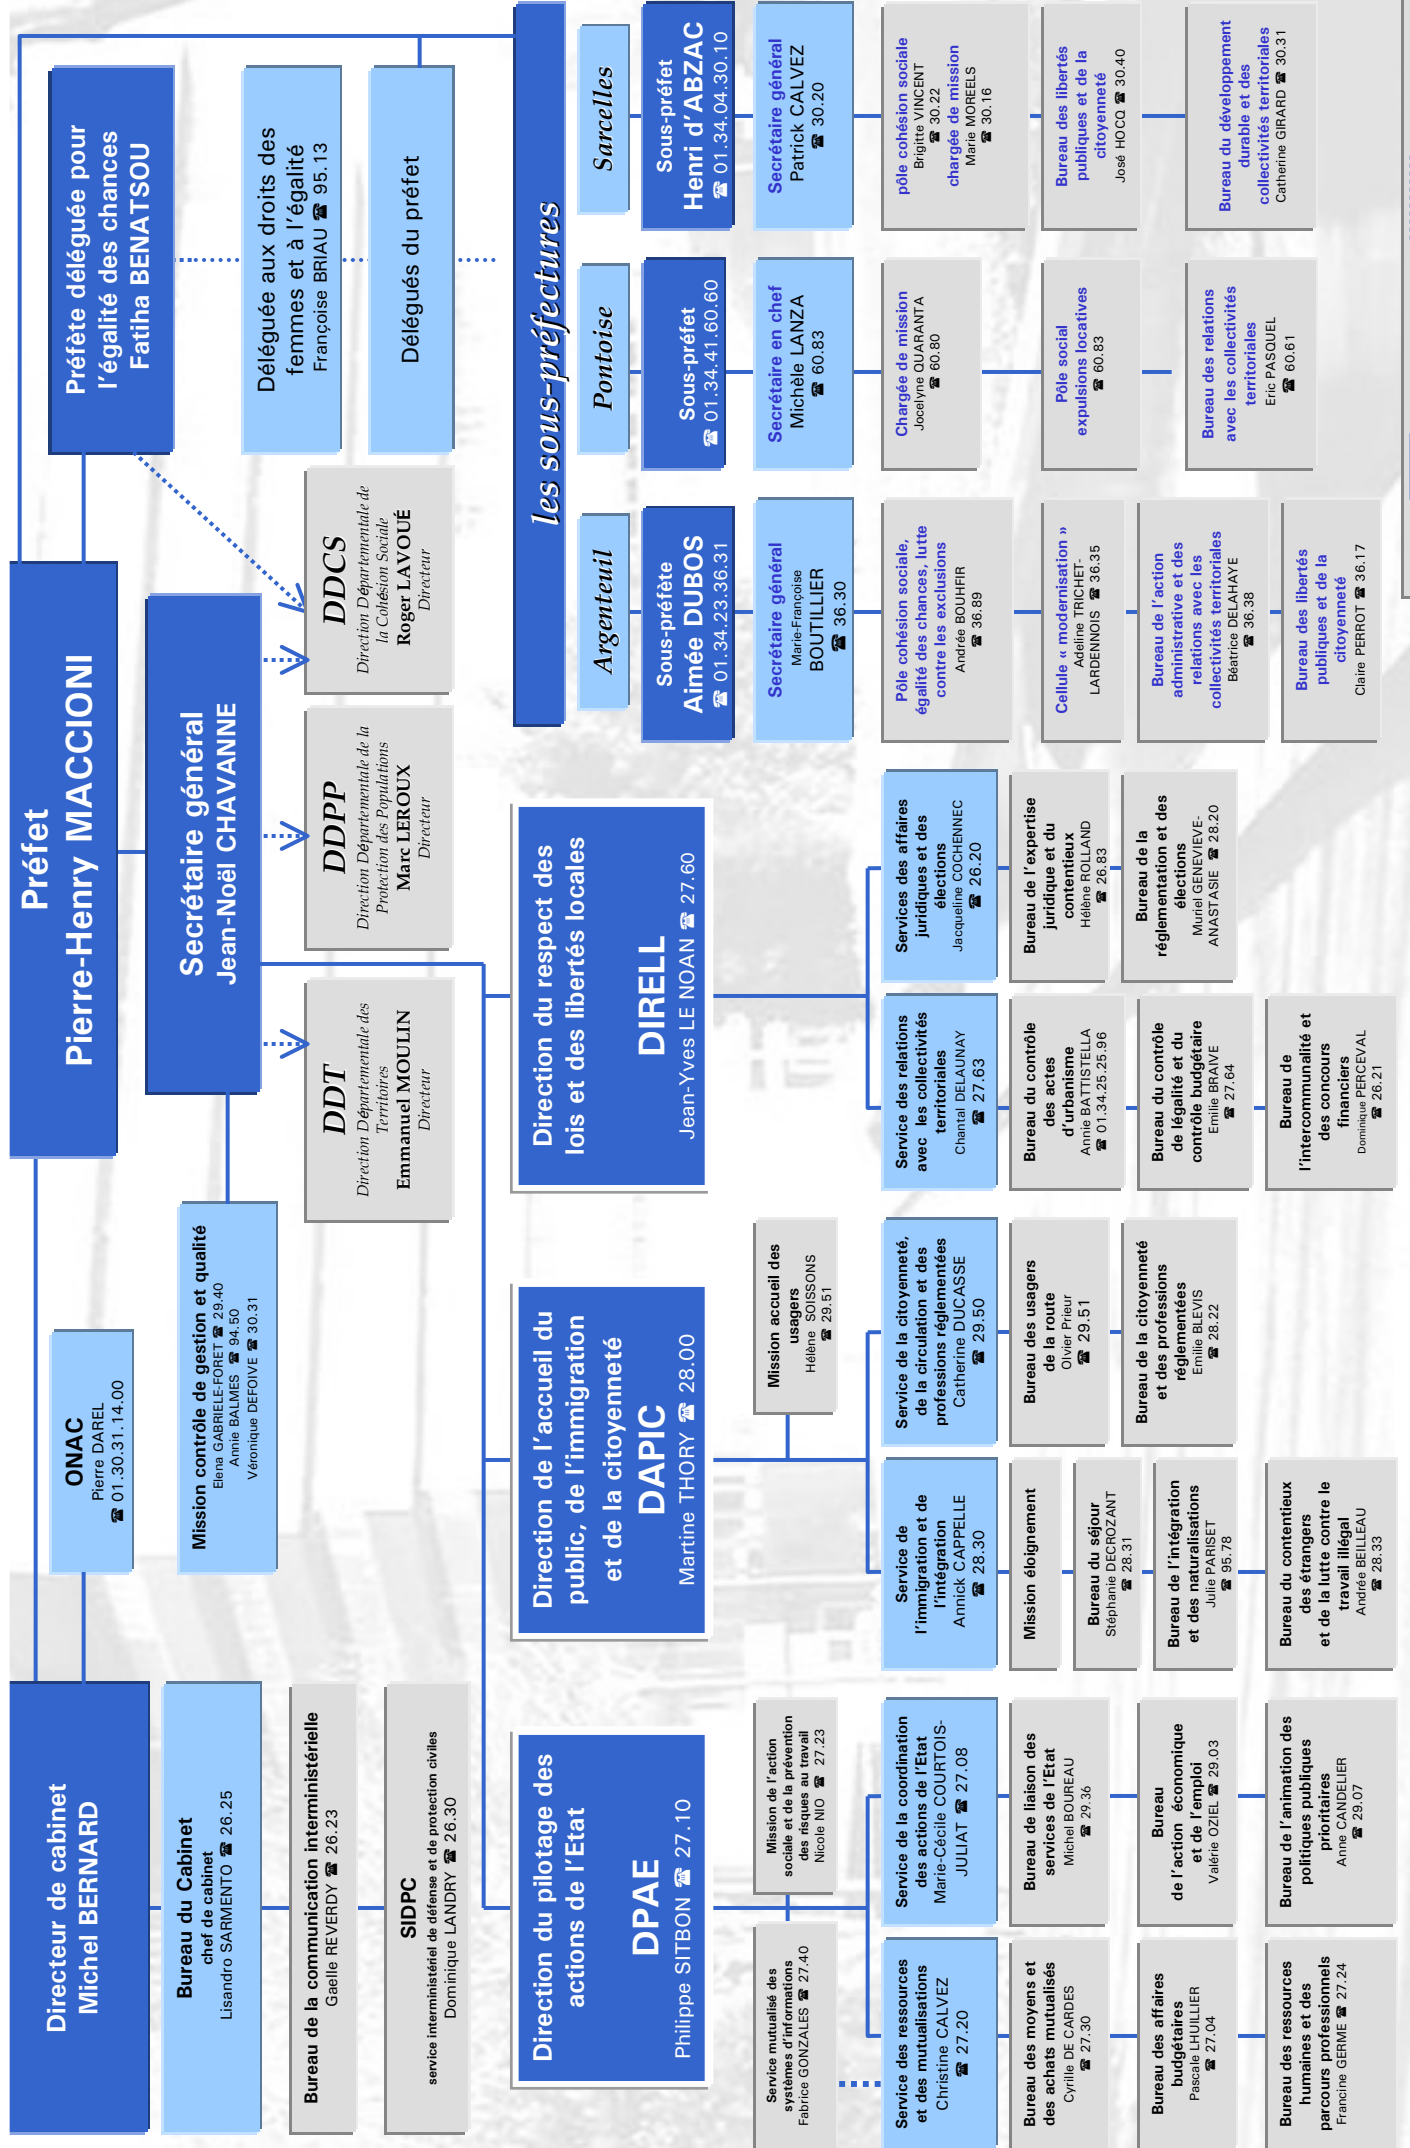 Préfet
Pierre-Henry MACCIONI
Directeur de cabinet
Michel BERNARD
ONAC
Pierre DAREL
☎ 01.30.31.14.00
Préfète déléguée pour
l'égalité des chances
Fatiha BENATSOU
Secrétaire général
Jean-Noël CHAVANNE
Bureau du Cabinet
chef de cabinet
Lisandro SARMENTO ☎ 26.25
Mission contrôle de gestion et qualité
Elena GABRIELE-FORET ☎ 29.40
Annie BALMES ☎ 94.50
Véronique DEFOIVE ☎ 30.31
Déléguée aux droits des
femmes et à l'égalité
Françoise BRIAU ☎ 95.13
Bureau de la communication interministérielle
Gaelle REVERDY ☎ 26.23
DDT
Direction Départementale des
Territoires
Emmanuel MOULIN
Directeur
DDPP
Direction Départementale de la
Protection des Populations
Marc LEROUX
Directeur
DDCS
Direction Départementale de
la Cohésion Sociale
Roger LAVOUÉ
Directeur
Délégués du préfet
SIDPC
service interministériel de défense et de protection civiles
Dominique LANDRY ☎ 26.30
Direction du pilotage des
actions de l'Etat
DPAE
Philippe SITBON ☎ 27.10
Direction de l'accueil du
public, de l'immigration
et de la citoyenneté
DAPIC
Martine THORY ☎ 28.00
Direction du respect des
lois et des libertés locales
DIRELL
Jean-Yves LE NOAN ☎ 27.60
les sous-préfectures
Argenteuil
Pontoise
Sarcelles
Sous-préfète
Aimée DUBOS
☎ 01.34.23.36.31
Sous-préfet
☎ 01.34.41.60.60
Sous-préfet
Henri d'ABZAC
☎ 01.34.04.30.10
Service mutualisé des
systèmes d'informations
Fabrice GONZALES ☎ 27.40
Mission de l'action
sociale et de la prévention
des risques au travail
Nicole NIO ☎ 27.23
Mission accueil des
usagers
Hélène SOISSONS
☎ 29.51
Secrétaire général
Marie-Françoise
BOUTILLIER
☎ 36.30
Secrétaire en chef
Michèle LANZA
☎ 60.83
Secrétaire général
Patrick CALVEZ
☎ 30.20
Service des ressources
et des mutualisations
Christine CALVEZ
☎ 27.20
Service de la coordination
des actions de l'Etat
Marie-Cécile COURTOIS-
JULIAT ☎ 27.08
Service de
l'immigration et de
l'intégration
Annick CAPPELLE
☎ 28.30
Service de la citoyenneté,
de la circulation et des
professions réglementées
Catherine DUCASSE
☎ 29.50
Service des relations
avec les collectivités
territoriales
Chantal DELAUNAY
☎ 27.63
Services des affaires
juridiques et des
élections
Jacqueline COCHENNEC
☎ 26.20
Pôle cohésion sociale,
égalité des chances, lutte
contre les exclusions
Andrée BOUHFIR
☎ 36.89
Chargée de mission
Jocelyne QUARANTA
☎ 60.80
pôle cohésion sociale
Brigitte VINCENT
☎ 30.22
chargée de mission
Marie MOREELS
☎ 30.16
Bureau des moyens et
des achats mutualisés
Cyrille DE CARDES
☎ 27.30
Bureau de liaison des
services de l'Etat
Michel BOUREAU
☎ 29.36
Mission éloignement
Bureau des usagers
de la route
Olvier Prieur
☎ 29.51
Bureau du contrôle
des actes
d'urbanisme
Annie BATTISTELLA
☎ 01.34.25.25.96
Bureau de l'expertise
juridique et du
contentieux
Hélène ROLLAND
☎ 26.83
Cellule « modernisation »
Adeline TRICHET-
LARDENNOIS ☎ 36.35
Pôle social
expulsions locatives
☎ 60.83
Bureau des libertés
publiques et de la
citoyenneté
José HOCQ ☎ 30.40
Bureau du séjour
Stéphanie DECROZANT
☎ 28.31
Bureau des affaires
budgétaires
Pascale LHUILLIER
☎ 27.04
Bureau
de l'action économique
et de l'emploi
Valérie OZIEL ☎ 29.03
Bureau de l'intégration
et des naturalisations
Julie PARISET
☎ 95.78
Bureau de la citoyenneté
et des professions
réglementées
Emilie BLEVIS
☎ 28.22
Bureau du contrôle
de légalité et du
contrôle budgétaire
Emilie BRAIVE
☎ 27.64
Bureau de la
réglementation et des
élections
Muriel GENEVIEVE-
ANASTASIE ☎ 28.20
Bureau de l'action
administrative et des
relations avec les
collectivités territoriales
Béatrice DELAHAYE
☎ 36.38
Bureau des relations
avec les collectivités
territoriales
Eric PASQUEL
☎ 60.61
Bureau du développement
durable et des
collectivités territoriales
Catherine GIRARD ☎ 30.31
Bureau des ressources
humaines et des
parcours professionnels
Francine GERME ☎ 27.24
Bureau de l'animation des
politiques publiques
prioritaires
Anne CANDELIER
☎ 29.07
Bureau du contentieux
des étrangers
et de la lutte contre le
travail illégal
Andrée BEILLEAU
☎ 28.33
Bureau de
l'intercommunalité et
des concours
financiers
Dominique PERCEVAL
☎ 26.21
Bureau des libertés
publiques et de la
citoyenneté
Claire PERROT ☎ 36.17